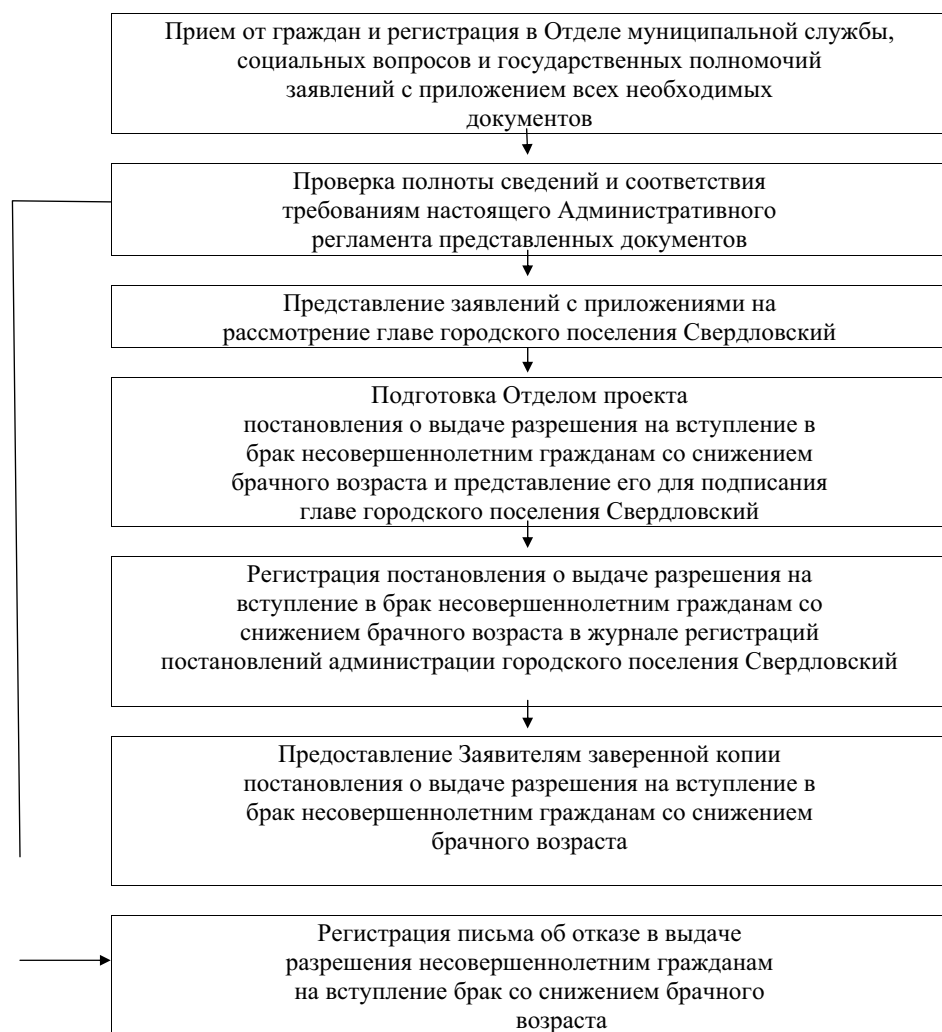 Прием от граждан и регистрация в Отделе муниципальной службы,
социальных вопросов и государственных полномочий
заявлений с приложением всех необходимых
документов
Проверка полноты сведений и соответствия
требованиям настоящего Административного
регламента представленных документов
Представление заявлений с приложениями на
рассмотрение главе городского поселения Свердловский
Подготовка Отделом проекта
постановления о выдаче разрешения на вступление в
брак несовершеннолетним гражданам со снижением
брачного возраста и представление его для подписания
главе городского поселения Свердловский
Регистрация постановления о выдаче разрешения на
вступление в брак несовершеннолетним гражданам со
снижением брачного возраста в журнале регистраций
постановлений администрации городского поселения Свердловский
Предоставление Заявителям заверенной копии
постановления о выдаче разрешения на вступление в
брак несовершеннолетним гражданам со снижением
брачного возраста
Регистрация письма об отказе в выдаче
разрешения несовершеннолетним гражданам
на вступление брак со снижением брачного
возраста